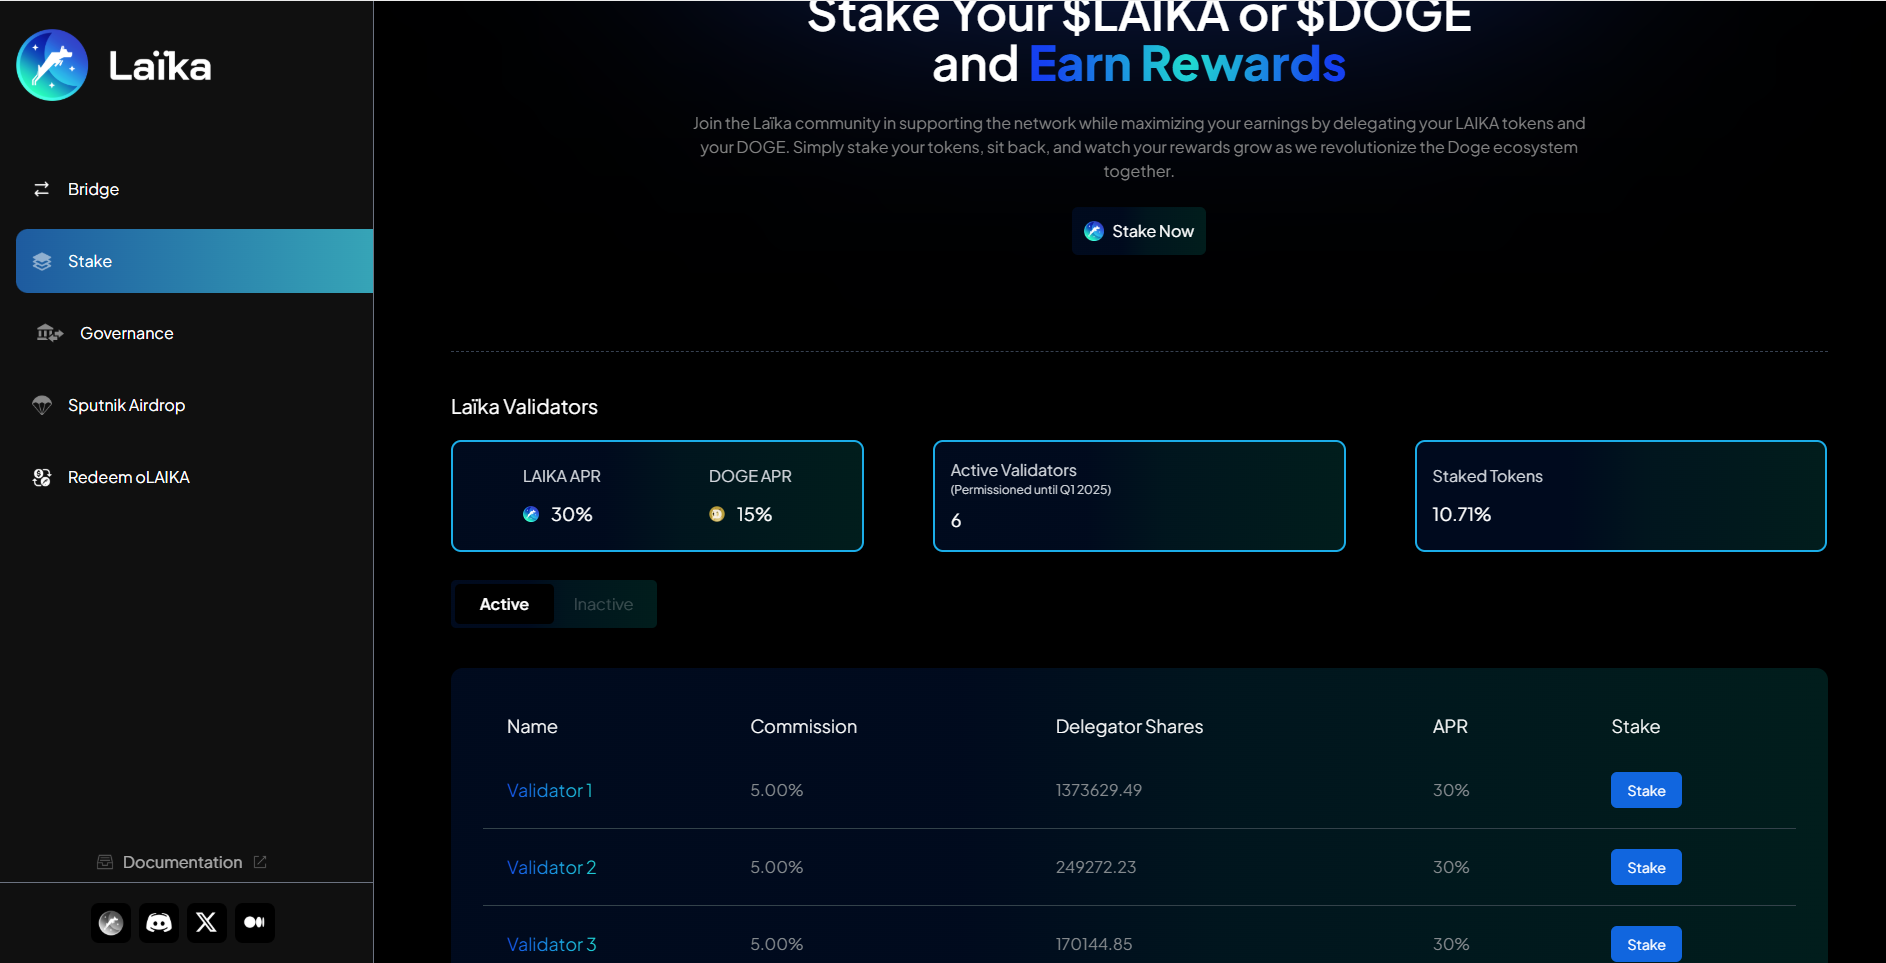 Laïka
Bridge
Stake
Governance
Sputnik Airdrop
Redeem oLAIKA
Documentation
Stake Your $LAIKA or $DOGE
and Earn Rewards
Join the Laïka community in supporting the network while maximizing your earnings by delegating your LAIKA tokens and
your DOGE. Simply stake your tokens, sit back, and watch your rewards grow as we revolutionize the Doge ecosystem
together.
Stake Now
Laïka Validators
LAIKA APR DOGE APR
30% 15%
Active Validators
(Permissioned until Q1 2025)
6
Staked Tokens
10.71%
Active Inactive
Name Commission Delegator Shares APR Stake
Validator 1 5.00% 1373629.49 30% Stake
Validator 2 5.00% 249272.23 30% Stake
Validator 3 5.00% 170144.85 30% Stake